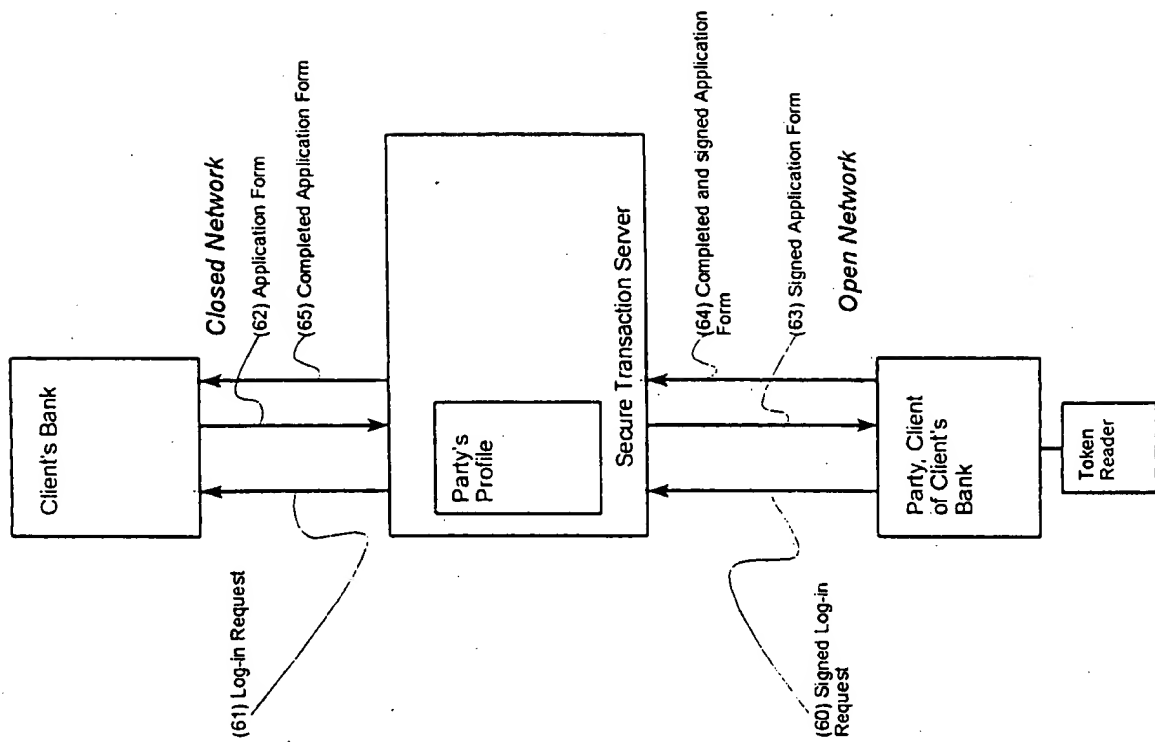 Client's Bank
Closed Network
(62) Application Form
(65) Completed Application Form
(61) Log-in Request
Party's
Profile
Secure Transaction Server
(64) Completed and signed Application
Form
(63) Signed Application Form
Open Network
(60) Signed Log-in
Request
Party, Client
of Client's
Bank
Token
Reader